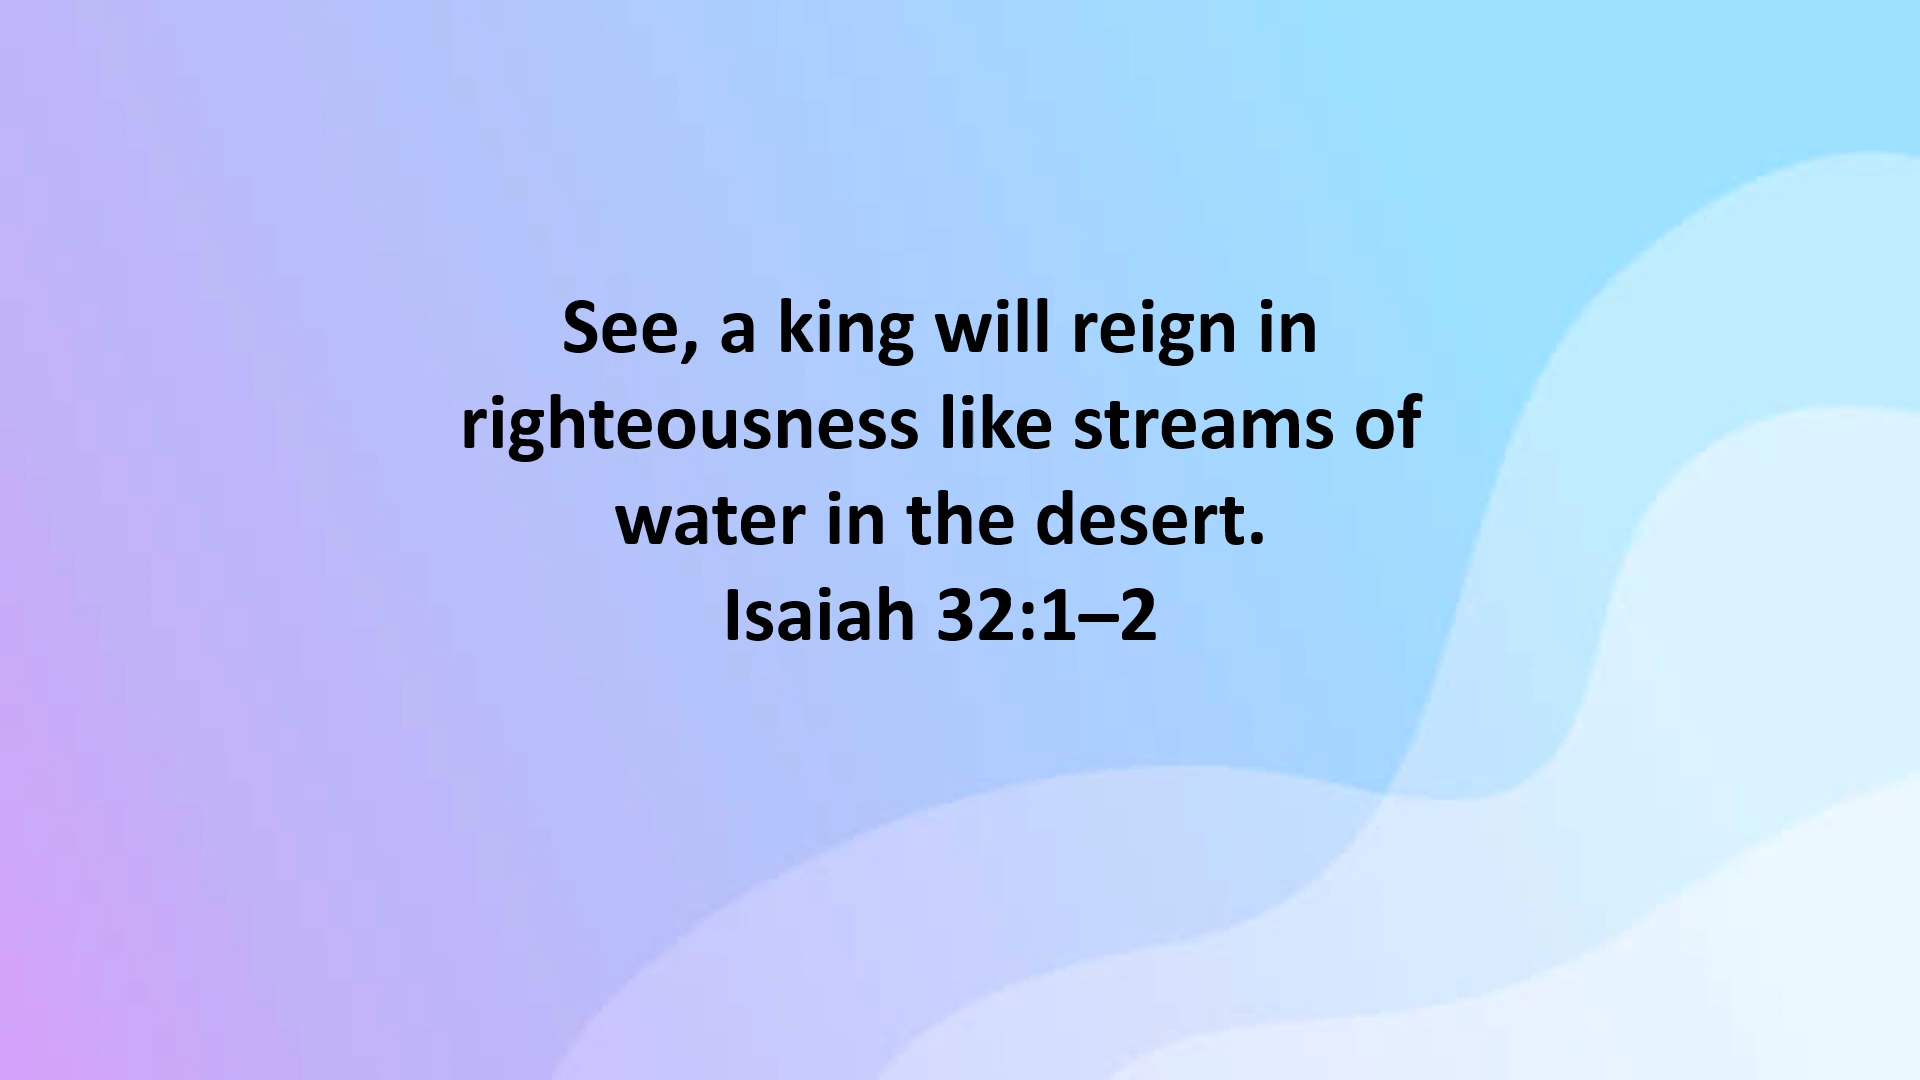 See, a king will reign in
righteousness like streams of
water in the desert.
Isaiah 32:1–2